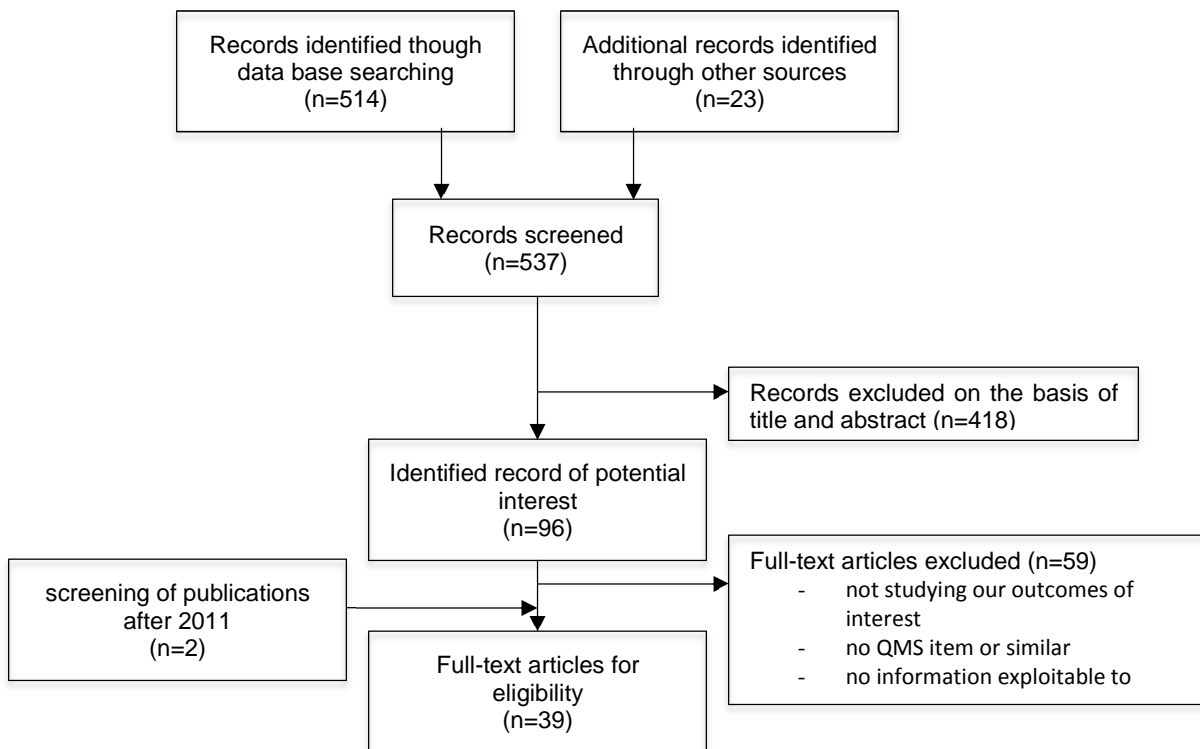 Records identified though
data base searching
(n=514)
Additional records identified
through other sources
(n=23)
Records screened
(n=537)
Records excluded on the basis of
title and abstract (n=418)
Identified record of potential
interest
(n=96)
Full-text articles excluded (n=59)
- not studying our outcomes of
interest
- no QMS item or similar
- no information exploitable to
screening of publications
after 2011
(n=2)
Full-text articles for
eligibility
(n=39)